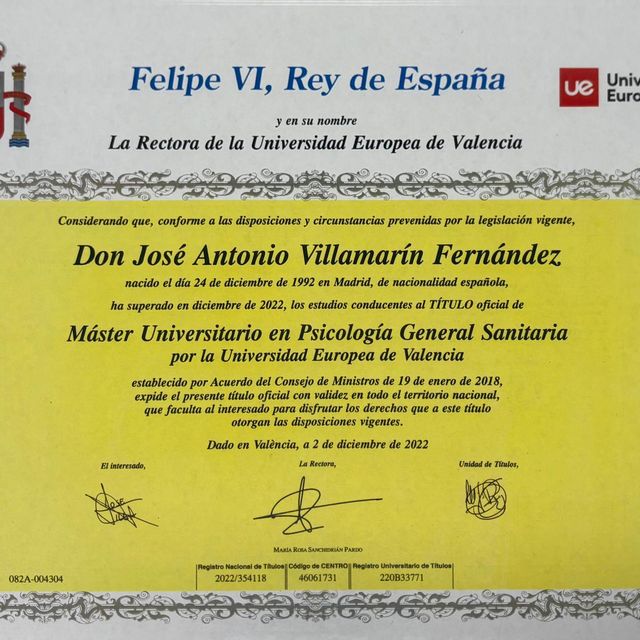 Felipe VI, Rey de España
ue
y en su nombre
La Rectora de la Universidad Europea de Valencia
Considerando que, conforme a las disposiciones y circunstancias prevenidas por la legislación vigente,
Don José Antonio Villamarín Fernández
nacido el día 24 de diciembre de 1992 en Madrid, de nacionalidad española,
ha superado en diciembre de 2022, los estudios conducentes al TÍTULO oficial de
Máster Universitario en Psicología General Sanitaria
por la Universidad Europea de Valencia
establecido por Acuerdo del Consejo de Ministros de 19 de enero de 2018,
expide el presente título oficial con validez en todo el territorio nacional,
que faculta al interesado para disfrutar los derechos que a este título
otorgan las disposiciones vigentes.
Dado en València, a 2 de diciembre de 2022
El interesado, La Rectora, Unidad de Títulos,
MARÍA ROSA SANCHIDRIÁN PARDO
Registro Nacional de Títulos Código de CENTRO Registro Universitario de Títulos
082A-004304 2022/354118 46061731 220B33771